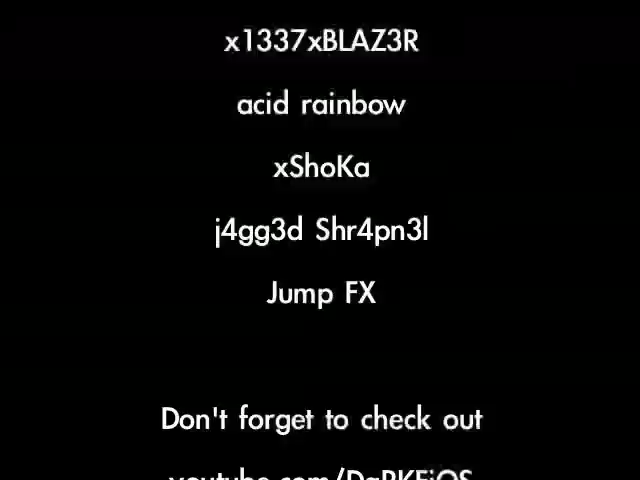 x1337xBLAZ3R
acid rainbow
xShoKa
j4gg3d Shr4pn3l
Jump FX
Don't forget to check out